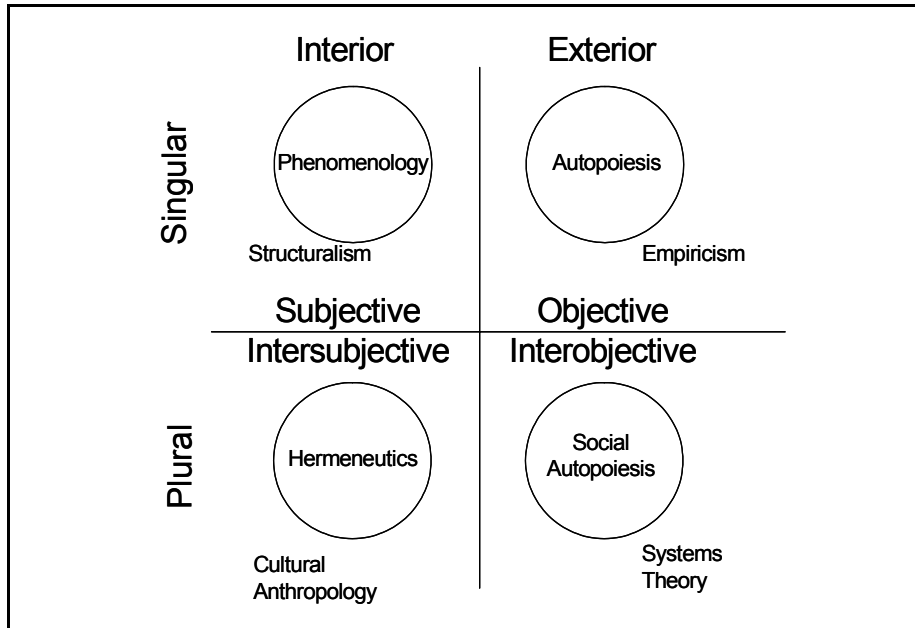 Interior
Exterior
Singular
Phenomenology
Autopoiesis
Structuralism
Empiricism
Subjective
Objective
Intersubjective
Interobjective
Plural
Hermeneutics
Social
Autopoiesis
Cultural
Anthropology
Systems
Theory